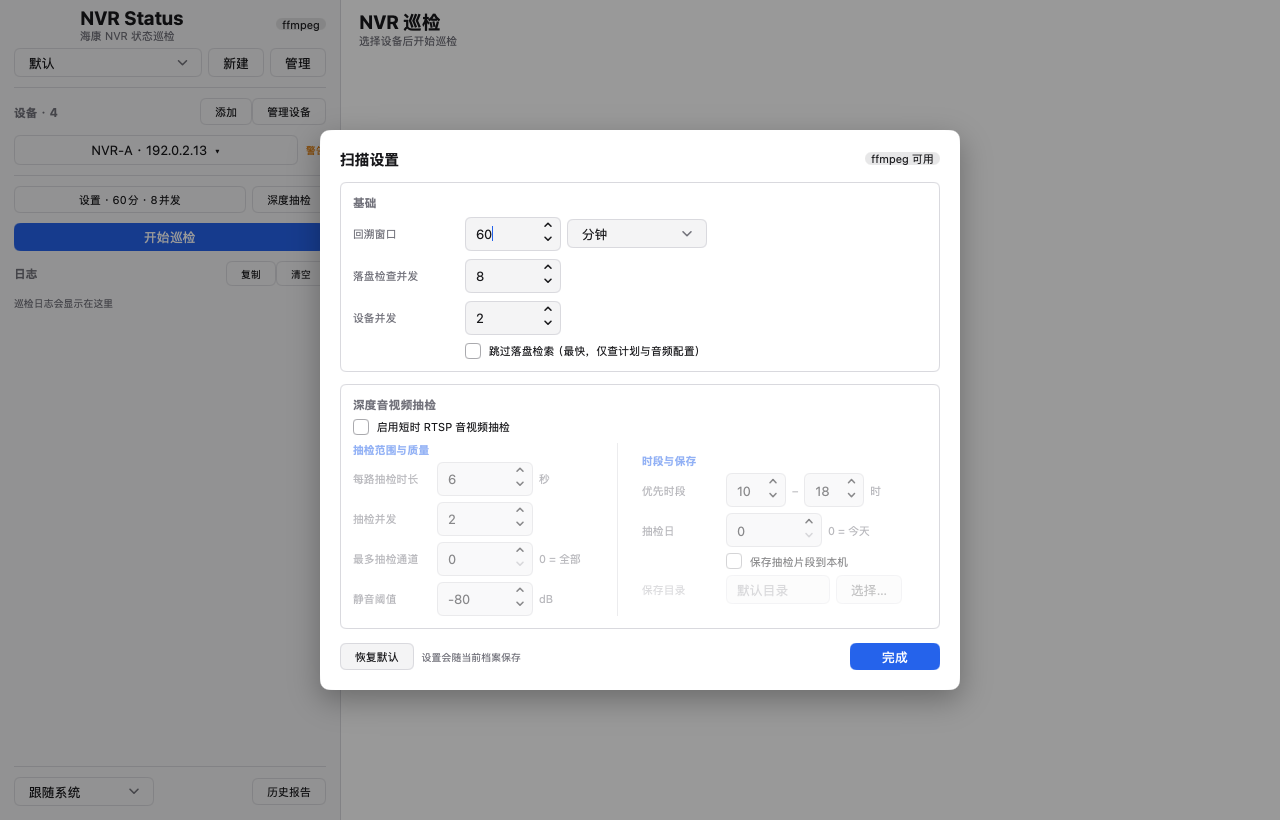 NVR Status
海康 NVR 状态巡检
ffmpeg
默认
新建
管理
设备 · 4
添加
管理设备
NVR-A · 192.0.2.13
设置 · 60分 · 8并发
深度抽检
开始巡检
日志
复制
清空
巡检日志会显示在这里
跟随系统
历史报告
NVR 巡检
选择设备后开始巡检
扫描设置
ffmpeg 可用
基础
回溯窗口
60
分钟
落盘检查并发
8
设备并发
2
跳过落盘检索（最快，仅查计划与音频配置）
深度音视频抽检
启用短时 RTSP 音视频抽检
抽检范围与质量
每路抽检时长
6
秒
抽检并发
2
最多抽检通道
0
0 = 全部
静音阈值
-80
dB
时段与保存
优先时段
10
–
18
时
抽检日
0
0 = 今天
保存抽检片段到本机
保存目录
默认目录
选择...
恢复默认
设置会随当前档案保存
完成